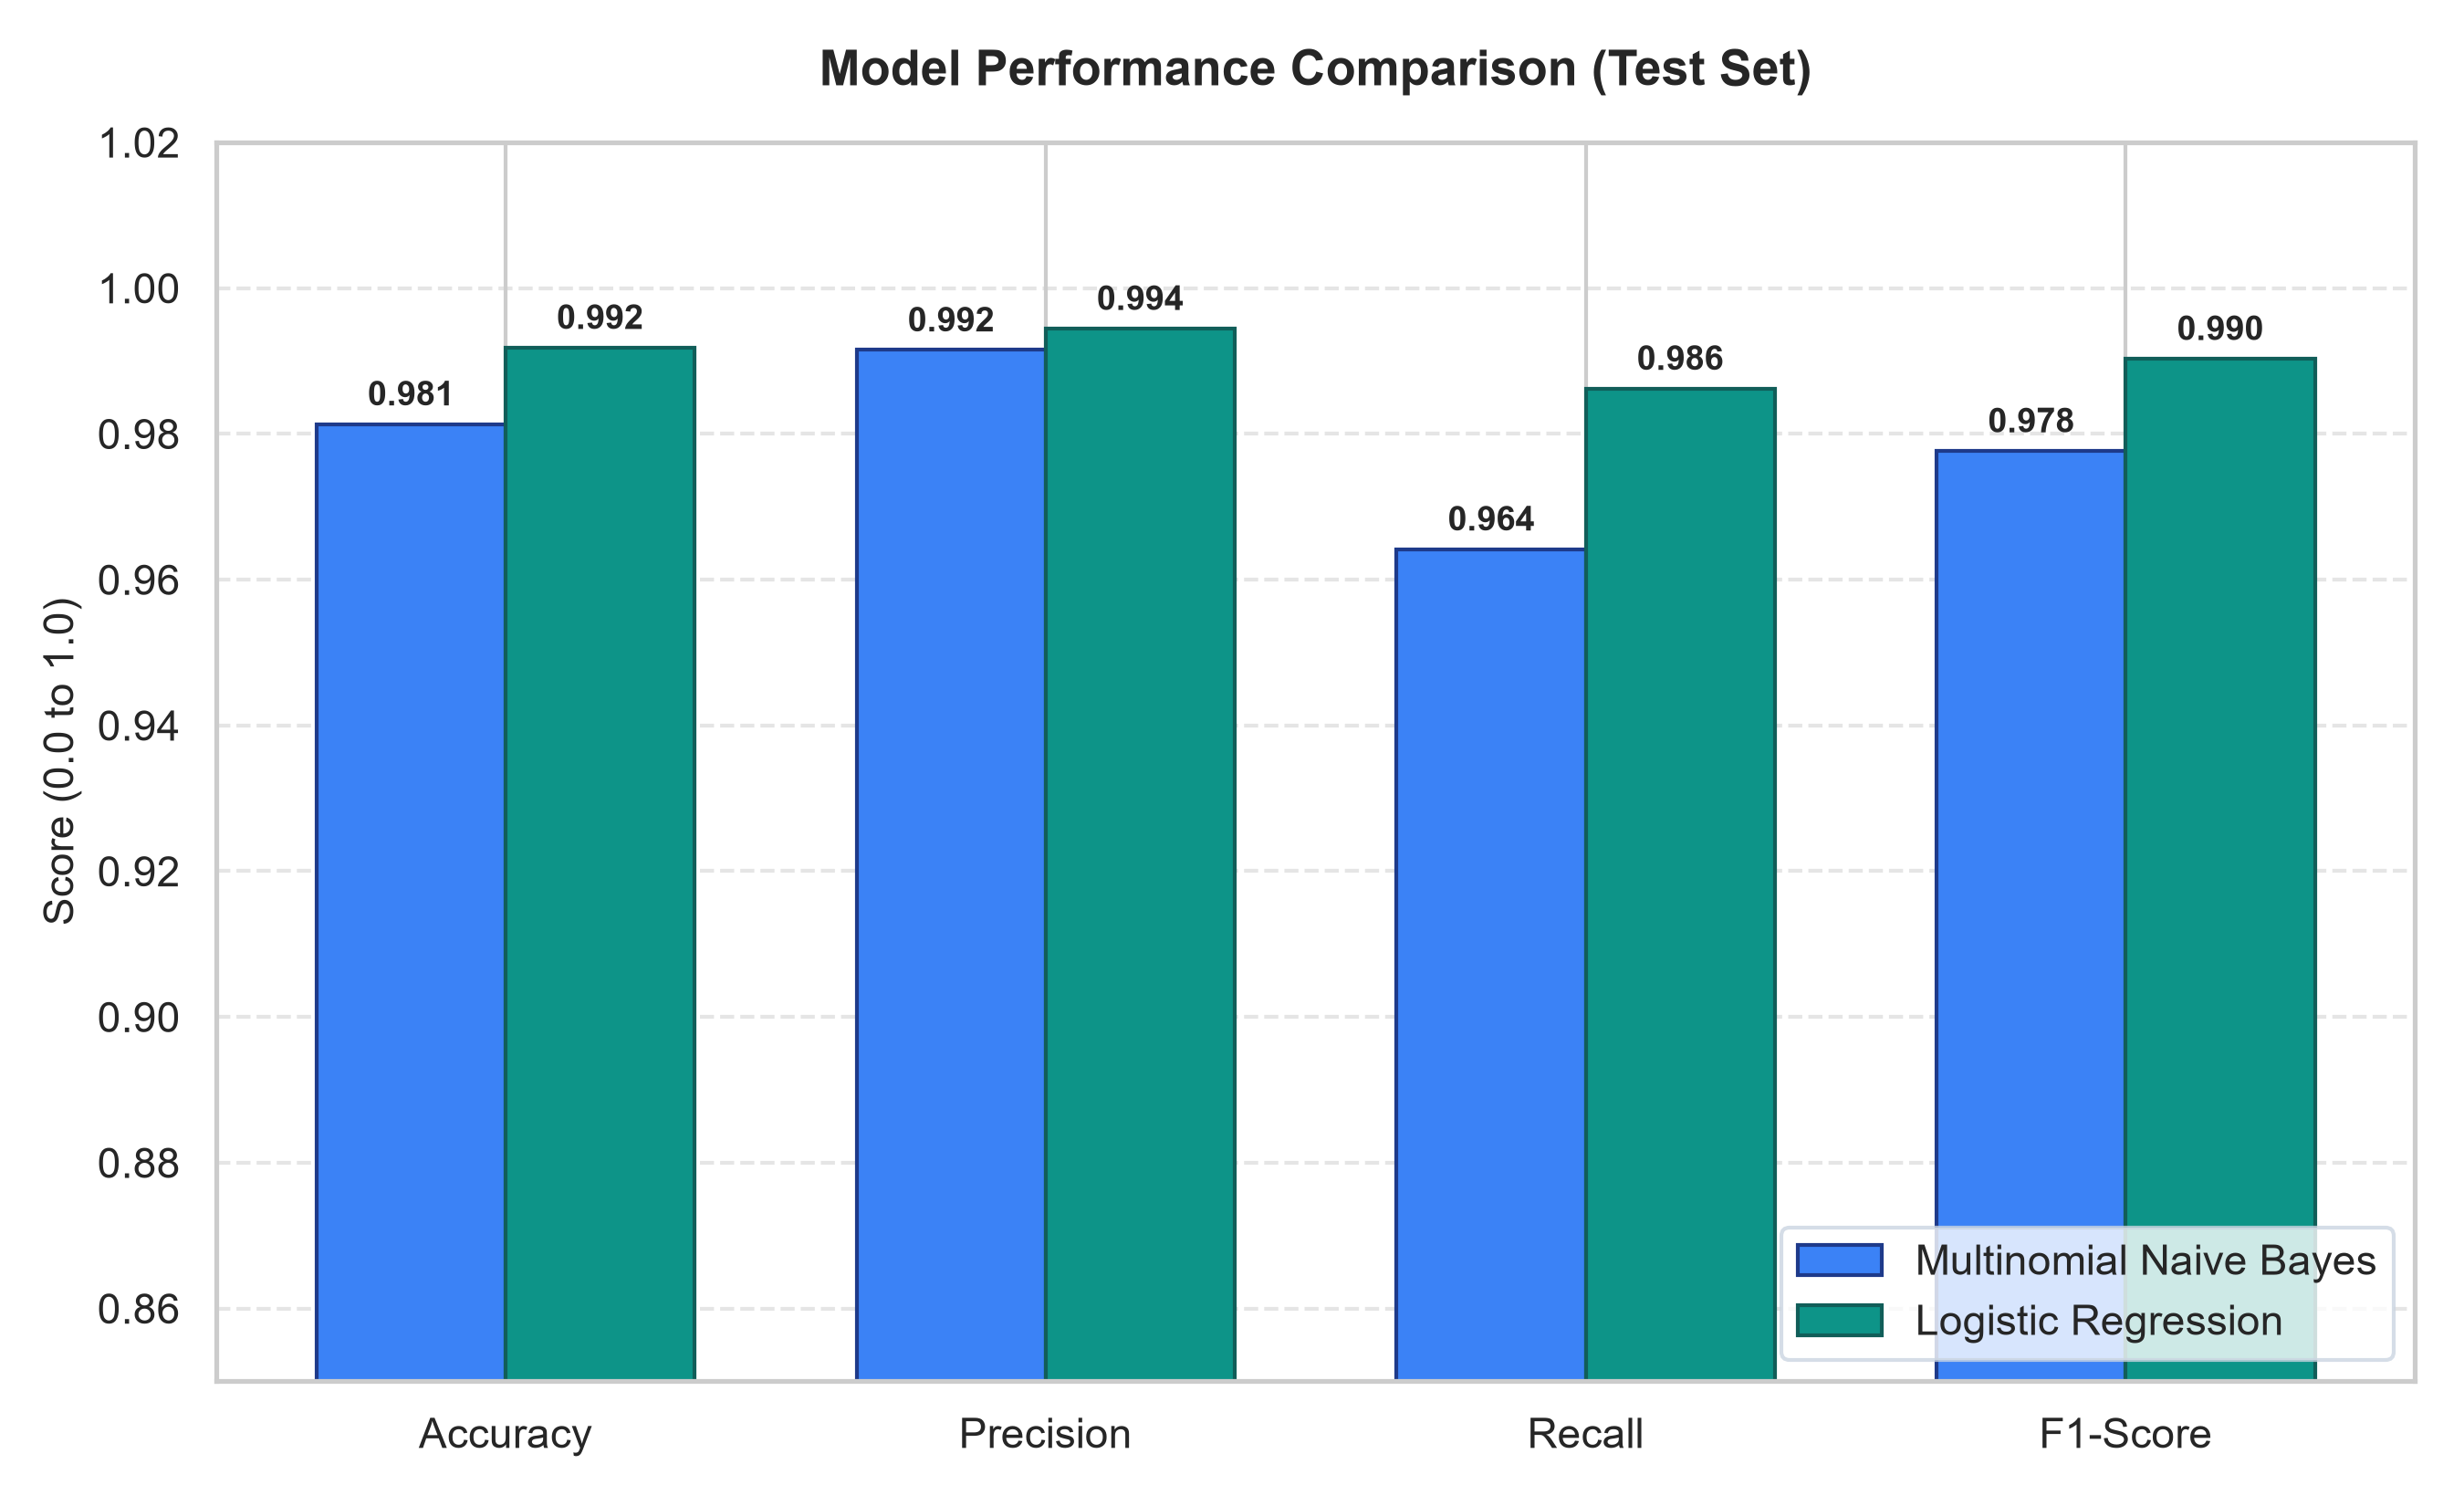 Model Performance Comparison (Test Set)
1.02
1.00
0.98
0.96
0.94
0.92
0.90
0.88
0.86
Score (0.0 to 1.0)
0.981
0.992
0.992
0.994
0.964
0.986
0.978
0.990
Multinomial Naive Bayes
Logistic Regression
Accuracy
Precision
Recall
F1-Score